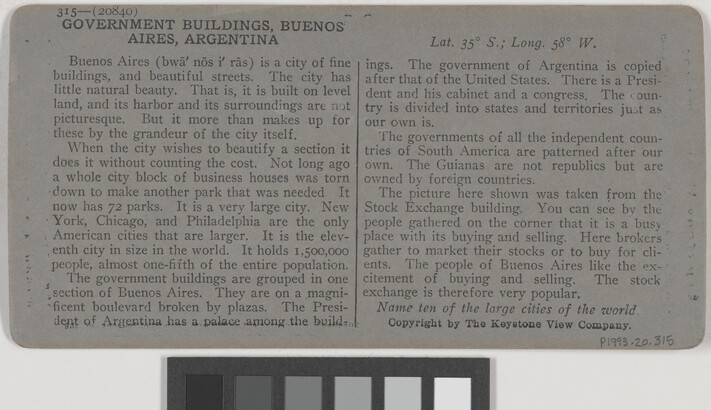 315—(20840)
GOVERNMENT BUILDINGS, BUENOS
AIRES, ARGENTINA
Buenos Aires (bwā′ nōs i′ rās) is a city of fine
buildings, and beautiful streets. The city has
little natural beauty. That is, it is built on level
land, and its harbor and its surroundings are not
picturesque. But it more than makes up for
these by the grandeur of the city itself.
When the city wishes to beautify a section it
does it without counting the cost. Not long ago
a whole city block of business houses was torn
down to make another park that was needed It
now has 72 parks. It is a very large city. New
York, Chicago, and Philadelphia are the only
American cities that are larger. It is the elev-
enth city in size in the world. It holds 1,500,000
people, almost one-fifth of the entire population.
The government buildings are grouped in one
section of Buenos Aires. They are on a magni-
ficent boulevard broken by plazas. The Presi-
dent of Argentina has a palace among the build-
Lat. 35° S.; Long. 58° W.
ings. The government of Argentina is copied
after that of the United States. There is a Presi-
dent and his cabinet and a congress. The coun-
try is divided into states and territories just as
our own is.
The governments of all the independent coun-
tries of South America are patterned after our
own. The Guianas are not republics but are
owned by foreign countries.
The picture here shown was taken from the
Stock Exchange building. You can see by the
people gathered on the corner that it is a busy
place with its buying and selling. Here brokers
gather to market their stocks or to buy for cli-
ents. The people of Buenos Aires like the ex-
citement of buying and selling. The stock
exchange is therefore very popular.
Name ten of the large cities of the world.
Copyright by The Keystone View Company.
P1993.20.315